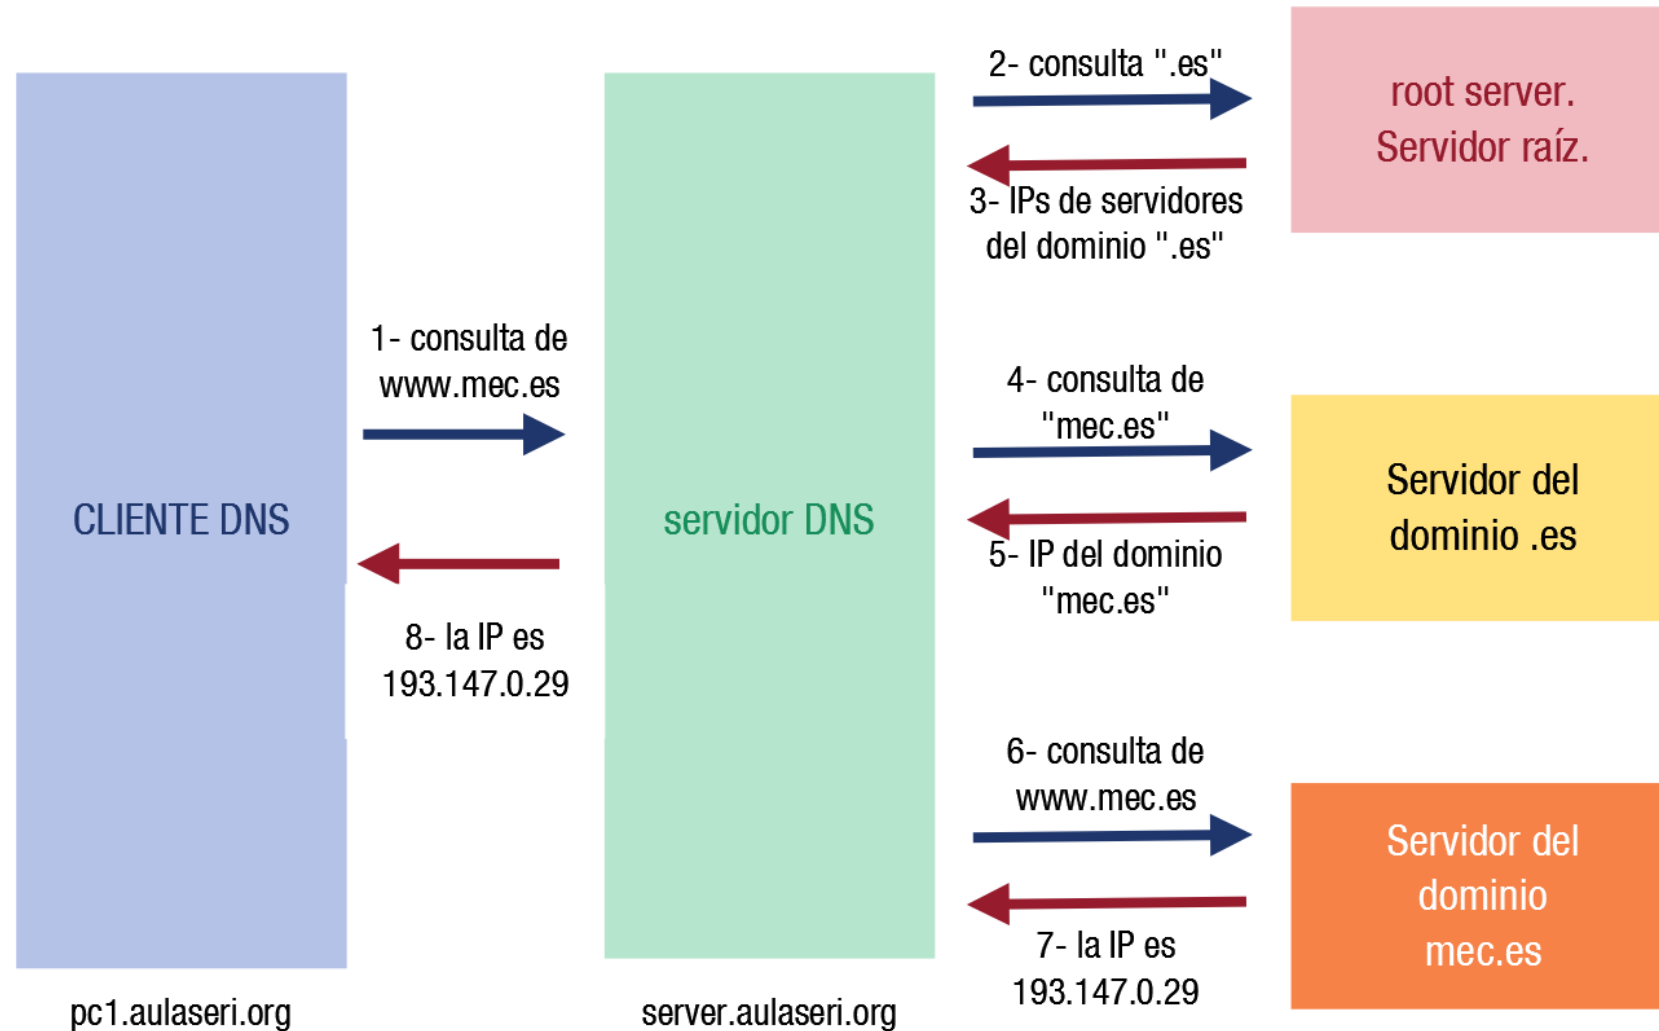 2- consulta ".es"
root server.
Servidor raíz.
3- IPs de servidores
del dominio ".es"
1- consulta de
www.mec.es
4- consulta de
"mec.es"
CLIENTE DNS
servidor DNS
Servidor del
dominio .es
5- IP del dominio
"mec.es"
8- la IP es
193.147.0.29
6- consulta de
www.mec.es
Servidor del
dominio
mec.es
7- la IP es
193.147.0.29
pc1.aulaseri.org
server.aulaseri.org